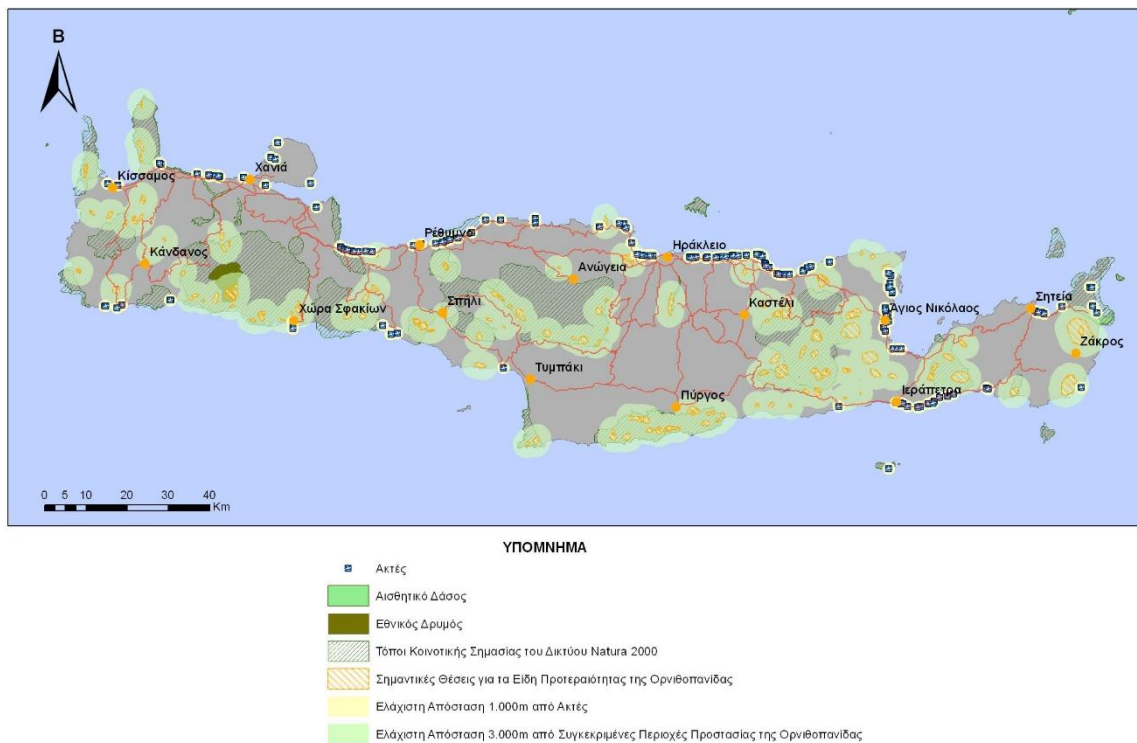 Β
Κίσσαμος
Χανιά
Κάνδανος
Χώρα Σφακίων
Ρέθυμνο
Σπήλι
Ανώγεια
Ηράκλειο
Τυμπάκι
Πύργος
Καστέλι
Άγιος Νικόλαος
Ιεράπετρα
Σητεία
Ζάκρος
0 5 10 20 30 40
Km
ΥΠΟΜΝΗΜΑ
Ακτές
Αισθητικό Δάσος
Εθνικός Δρυμός
Τόποι Κοινοτικής Σημασίας του Δικτύου Natura 2000
Σημαντικές Θέσεις για τα Είδη Προτεραιότητας της Ορνιθοπανίδας
Ελάχιστη Απόσταση 1.000m από Ακτές
Ελάχιστη Απόσταση 3.000m από Συγκεκριμένες Περιοχές Προστασίας της Ορνιθοπανίδας